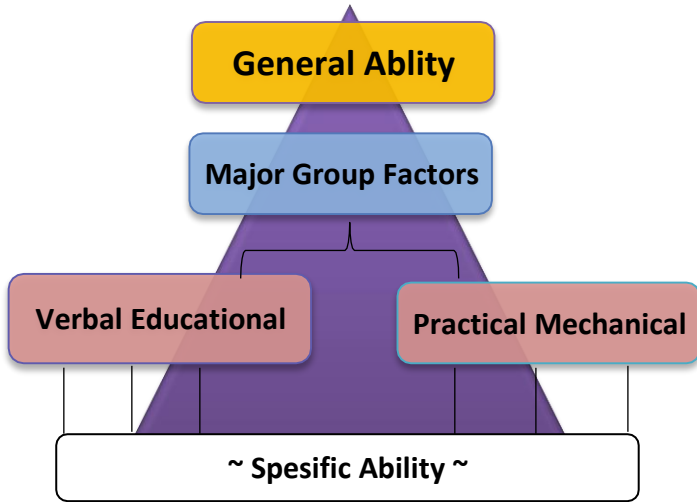 General Ablity
Major Group Factors
Verbal Educational
Practical Mechanical
~ Spesific Ability ~